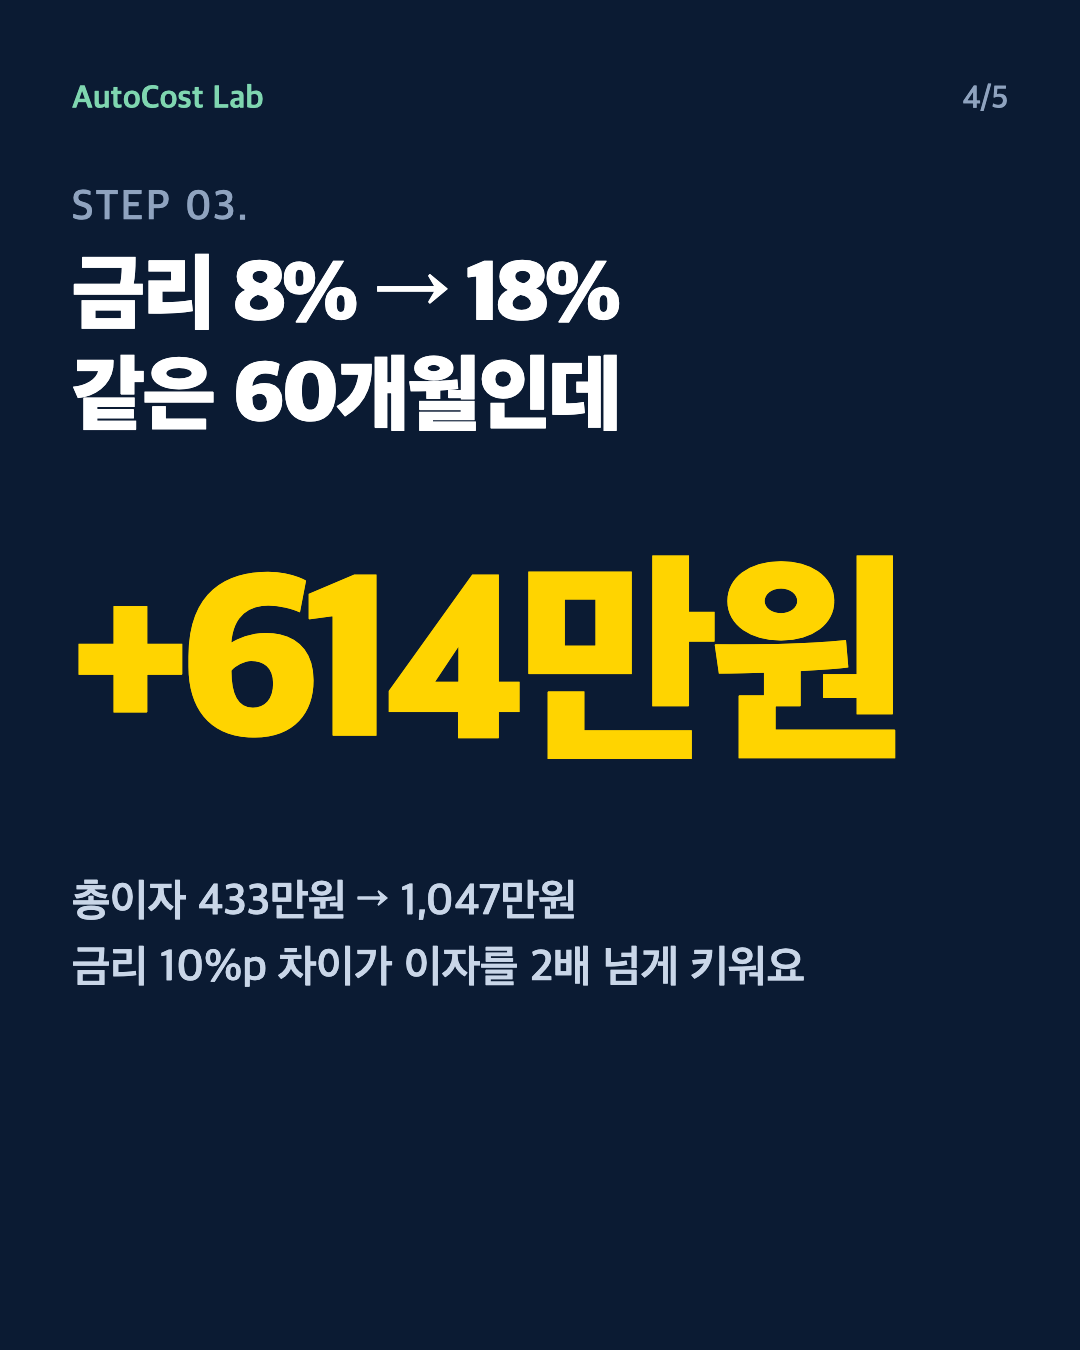 AutoCost Lab
4/5
STEP 03.
금리 8% → 18%
같은 60개월인데
+614만원
총이자 433만원 → 1,047만원
금리 10%p 차이가 이자를 2배 넘게 키워요